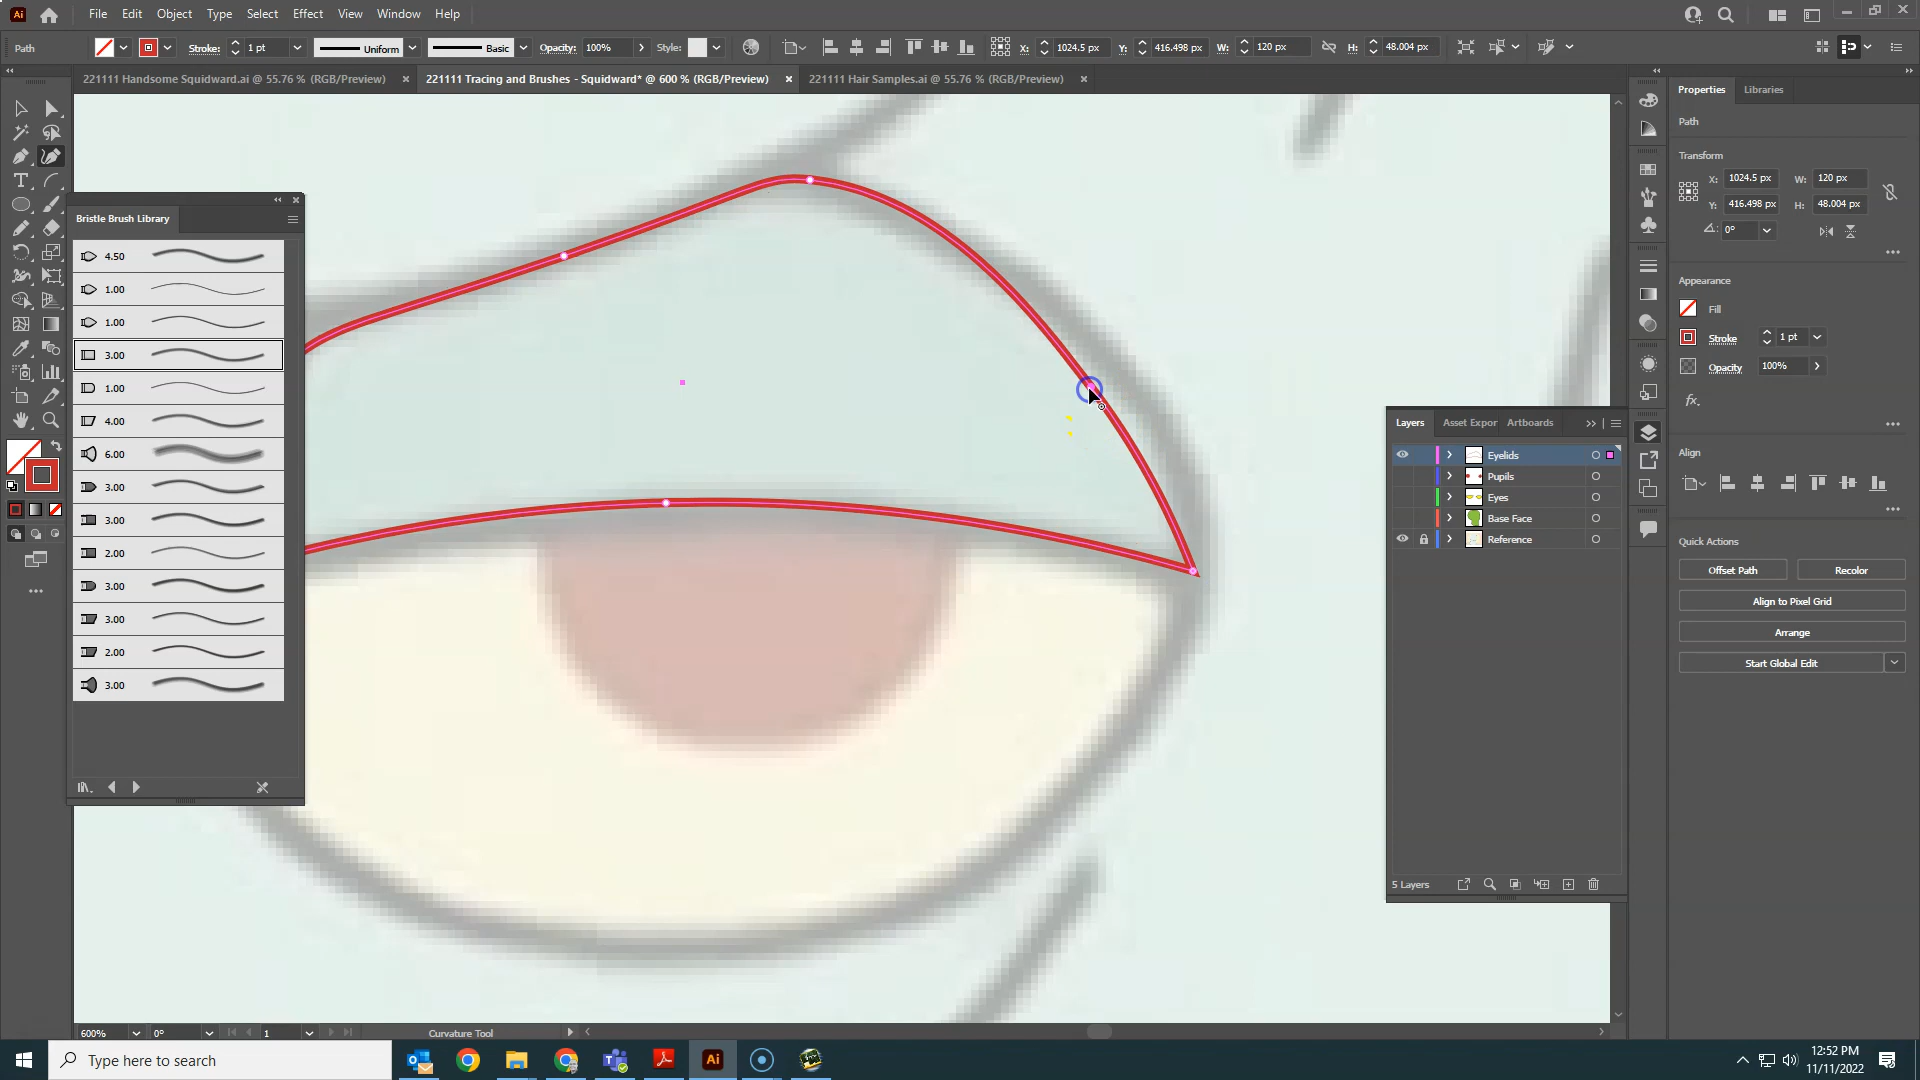 Ai File Edit Object Type Select Effect View Window Help
Path Stroke: 1 pt Uniform Basic Opacity: 100% Style: X: 1024.5 px Y: 416.498 px W: 120 px H: 48.004 px
221111 Handsome Squidward.ai @ 55.76 % (RGB/Preview) × 221111 Tracing and Brushes - Squidward* @ 600 % (RGB/Preview) × 221111 Hair Samples.ai @ 55.76 % (RGB/Preview) ×
Properties Libraries
Path
Transform
X: 1024.5 px W: 120 px
Y: 416.498 px H: 48.004 px
0°
Appearance
Fill
Stroke 1 pt
Opacity 100%
fx.
Align
Quick Actions
Offset Path Recolor
Align to Pixel Grid
Arrange
Start Global Edit
Bristle Brush Library
4.50
1.00
1.00
3.00
1.00
4.00
6.00
3.00
3.00
2.00
3.00
3.00
2.00
3.00
Layers Asset Expor Artboards
Eyelids
Pupils
Eyes
Base Face
Reference
5 Layers
600% 0° 1 Curvature Tool
Type here to search
Ai
12:52 PM
11/11/2022